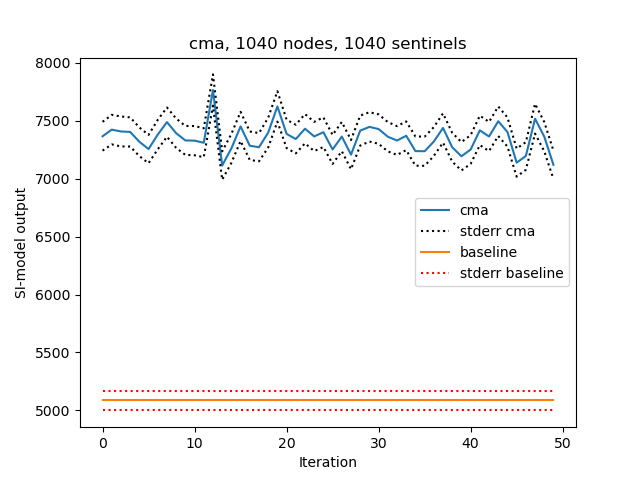 cma, 1040 nodes, 1040 sentinels
8000
7500
7000
6500
6000
5500
5000
SI-model output
cma
stderr cma
baseline
stderr baseline
0 10 20 30 40 50
Iteration